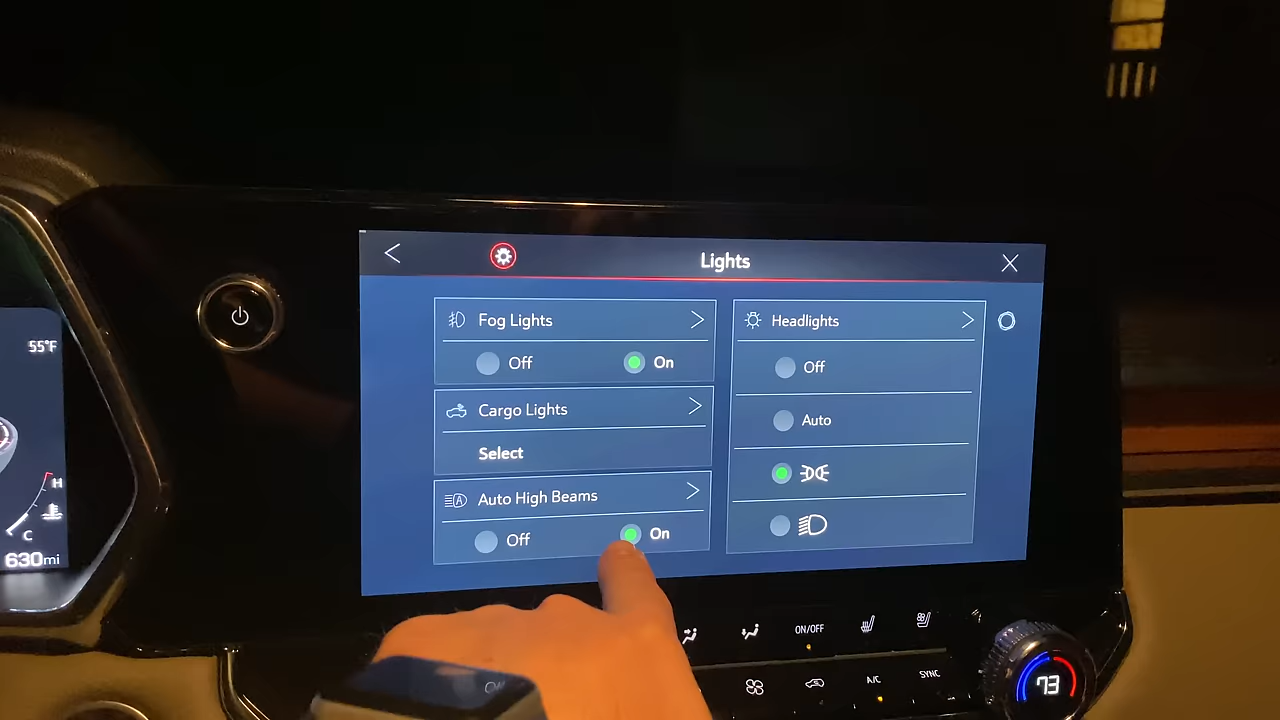 Lights
Fog Lights
Off
On
Cargo Lights
Select
Auto High Beams
Off
On
Headlights
Off
Auto
55°F
H
C
630mi
ON/OFF
A/C
SYNC
73